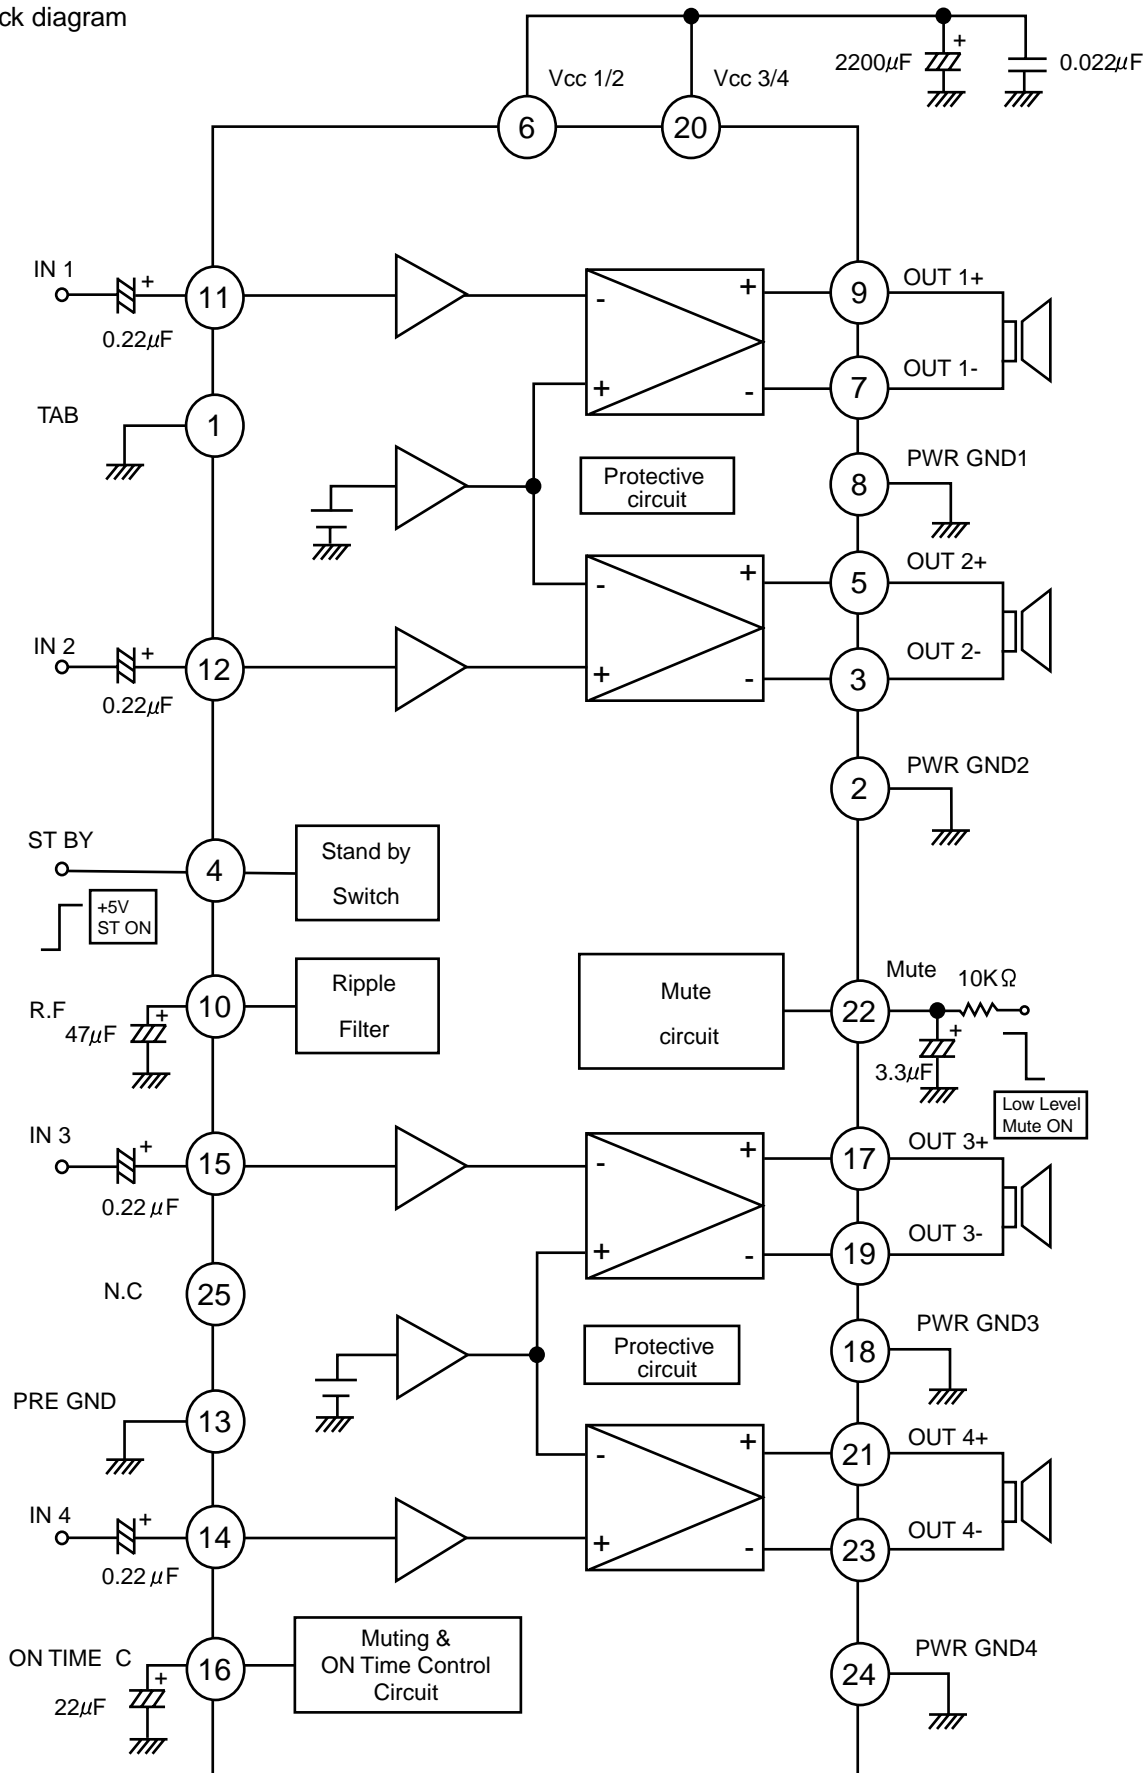 ck diagram
2200µF
0.022µF
+
Vcc 1/2
Vcc 3/4
6
20
IN 1
+
0.22µF
11
-
+
+
-
9
OUT 1+
7
OUT 1-
TAB
1
Protective
circuit
8
PWR GND1
IN 2
+
0.22µF
12
-
+
+
-
5
OUT 2+
3
OUT 2-
2
PWR GND2
ST BY
4
Stand by
Switch
+5V
ST ON
R.F
47µF
+
10
Ripple
Filter
Mute
circuit
22
Mute
10KΩ
+
3.3µF
Low Level
Mute ON
IN 3
+
0.22 µF
15
-
+
+
-
17
OUT 3+
19
OUT 3-
N.C
25
Protective
circuit
18
PWR GND3
PRE GND
13
IN 4
+
0.22 µF
14
-
+
+
-
21
OUT 4+
23
OUT 4-
ON TIME C
22µF
+
16
Muting &
ON Time Control
Circuit
24
PWR GND4